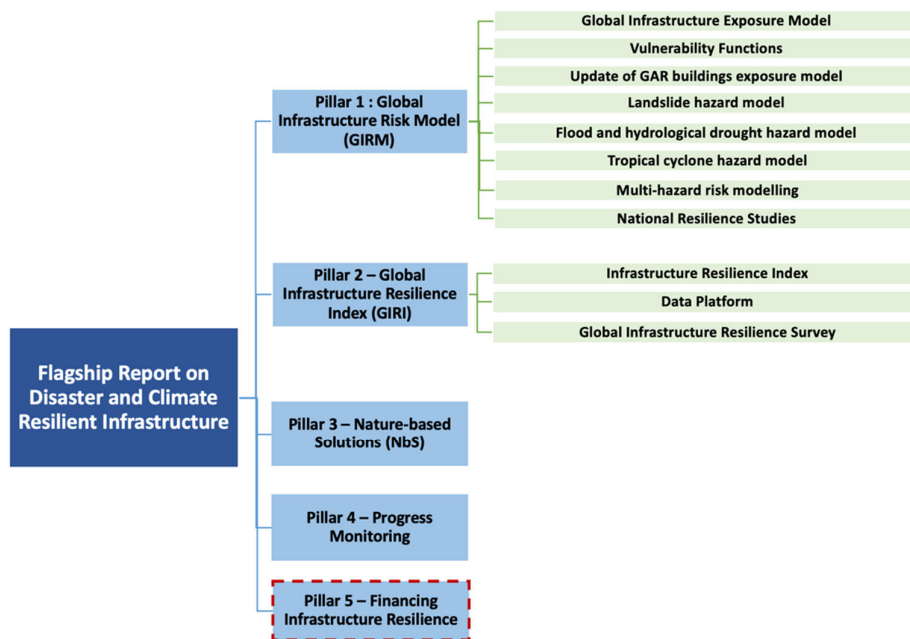 Flagship Report on
Disaster and Climate
Resilient Infrastructure
Pillar 1 : Global
Infrastructure Risk Model
(GIRM)
Global Infrastructure Exposure Model
Vulnerability Functions
Update of GAR buildings exposure model
Landslide hazard model
Flood and hydrological drought hazard model
Tropical cyclone hazard model
Multi-hazard risk modelling
National Resilience Studies
Pillar 2 – Global
Infrastructure Resilience
Index (GIRI)
Infrastructure Resilience Index
Data Platform
Global Infrastructure Resilience Survey
Pillar 3 – Nature-based
Solutions (NbS)
Pillar 4 – Progress
Monitoring
Pillar 5 – Financing
Infrastructure Resilience